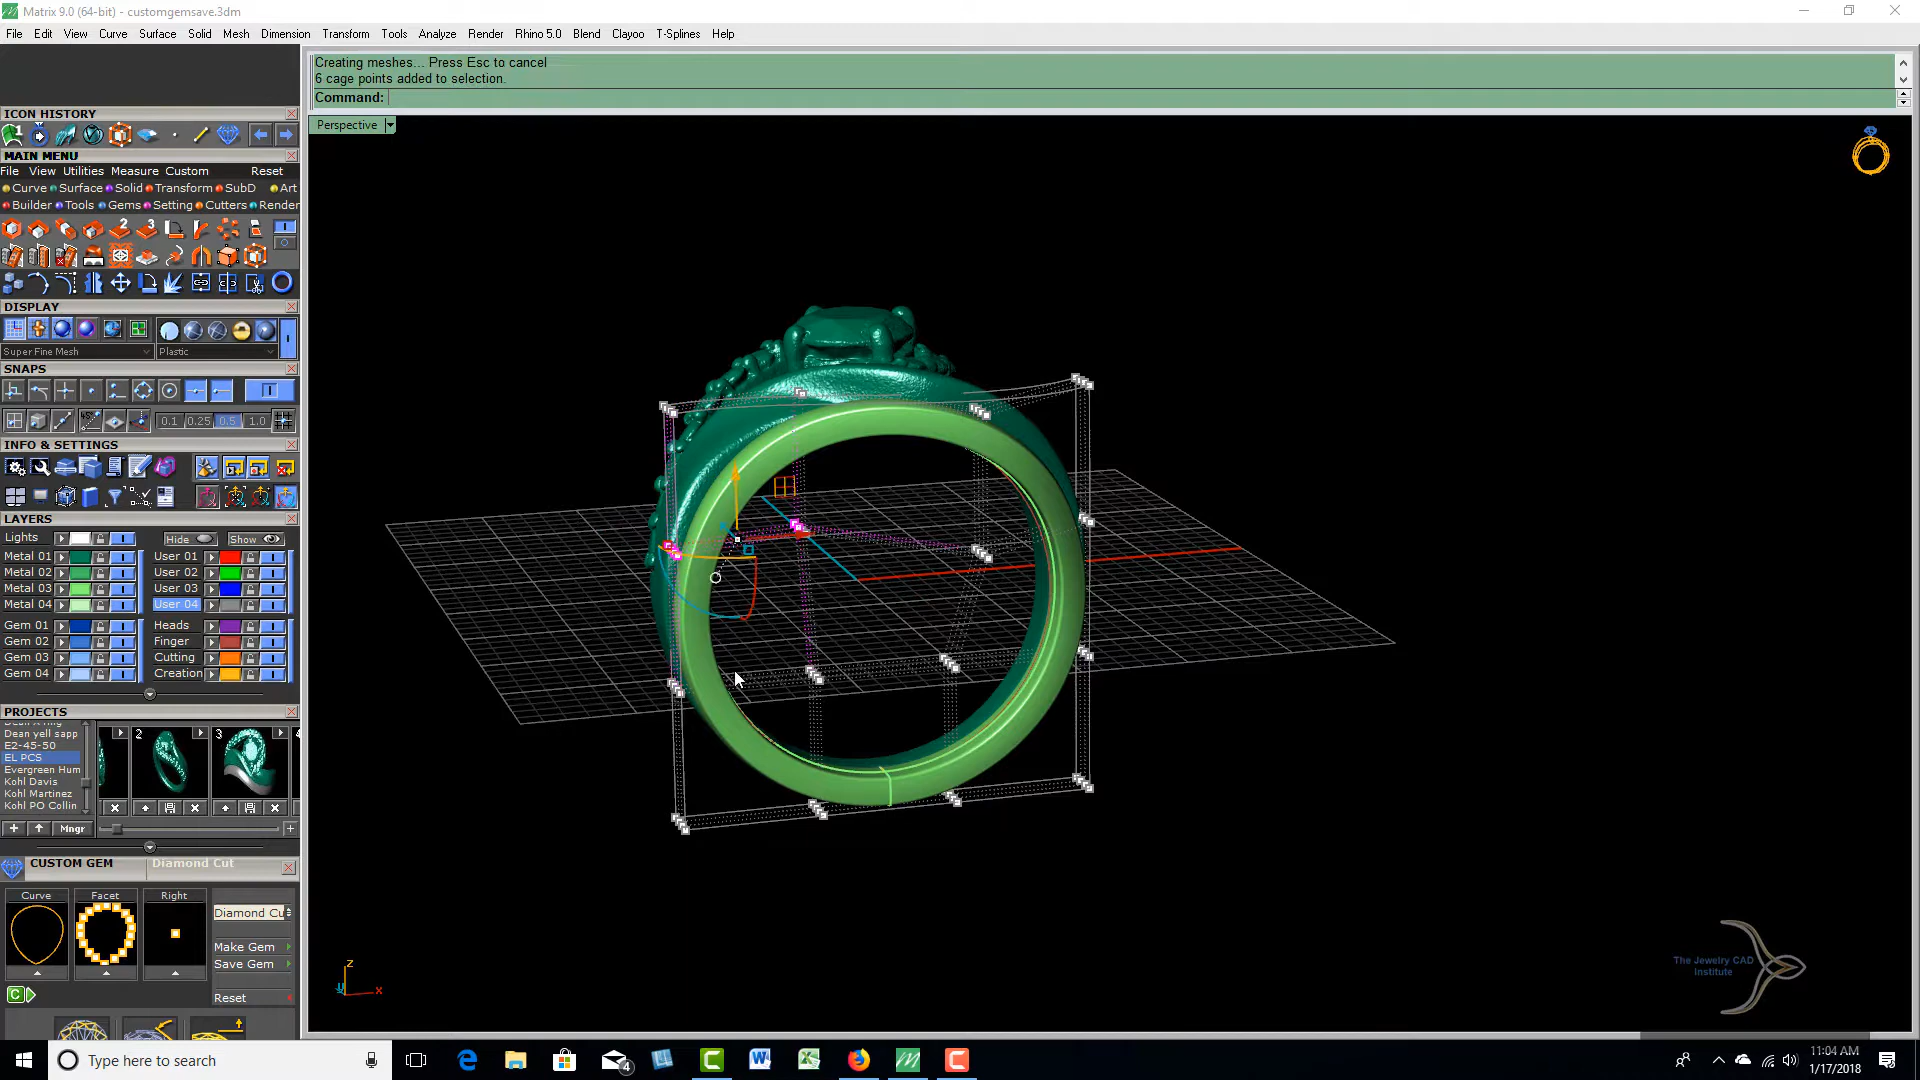 Matrix 9.0 (64-bit) - customgemsave.3dm
File Edit View Curve Surface Solid Mesh Dimension Transform Tools Analyze Render Rhino 5.0 Blend Clayoo T-Splines Help
Creating meshes... Press Esc to cancel
6 cage points added to selection.
Command:
Perspective
ICON HISTORY
MAIN MENU
File View Utilities Measure Custom Reset
Curve Surface Solid Transform SubD Art
Builder Tools Gems Setting Cutters Render
DISPLAY
Super Fine Mesh Plastic
SNAPS
0.1 0.25 0.5 1.0
INFO & SETTINGS
LAYERS
Lights Hide Show
Metal 01 User 01
Metal 02 User 02
Metal 03 User 03
Metal 04 User 04
Gem 01 Heads
Gem 02 Finger
Gem 03 Cutting
Gem 04 Creation
PROJECTS
Dean yell sapp
E2-45-50
EL PCS
Evergreen Hum
Kohl Davis
Kohl Martinez
Kohl PO Collin
2 3
Mngr
CUSTOM GEM Diamond Cut
Curve Facet Right
Diamond Cu
Make Gem
Save Gem
Reset
C
z
x
The Jewelry CAD
Institute
Type here to search
4
11:04 AM
1/17/2018